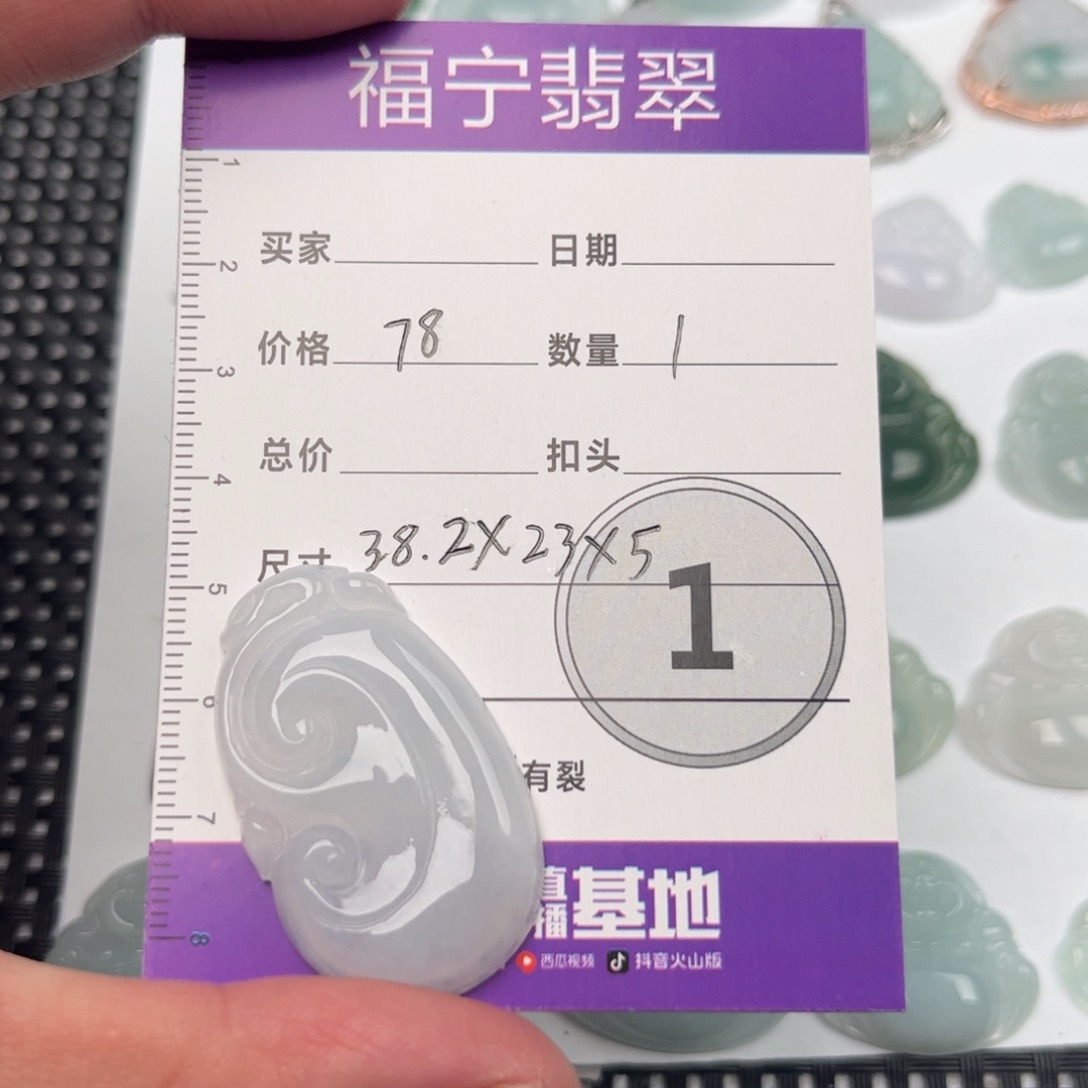 福宁翡翠
买家 日期
价格 78 数量 1
总价 扣头
尺寸 38.2X23X5
1
有裂
直播基地
西瓜视频 抖音火山版
1
2
3
4
5
6
7
8